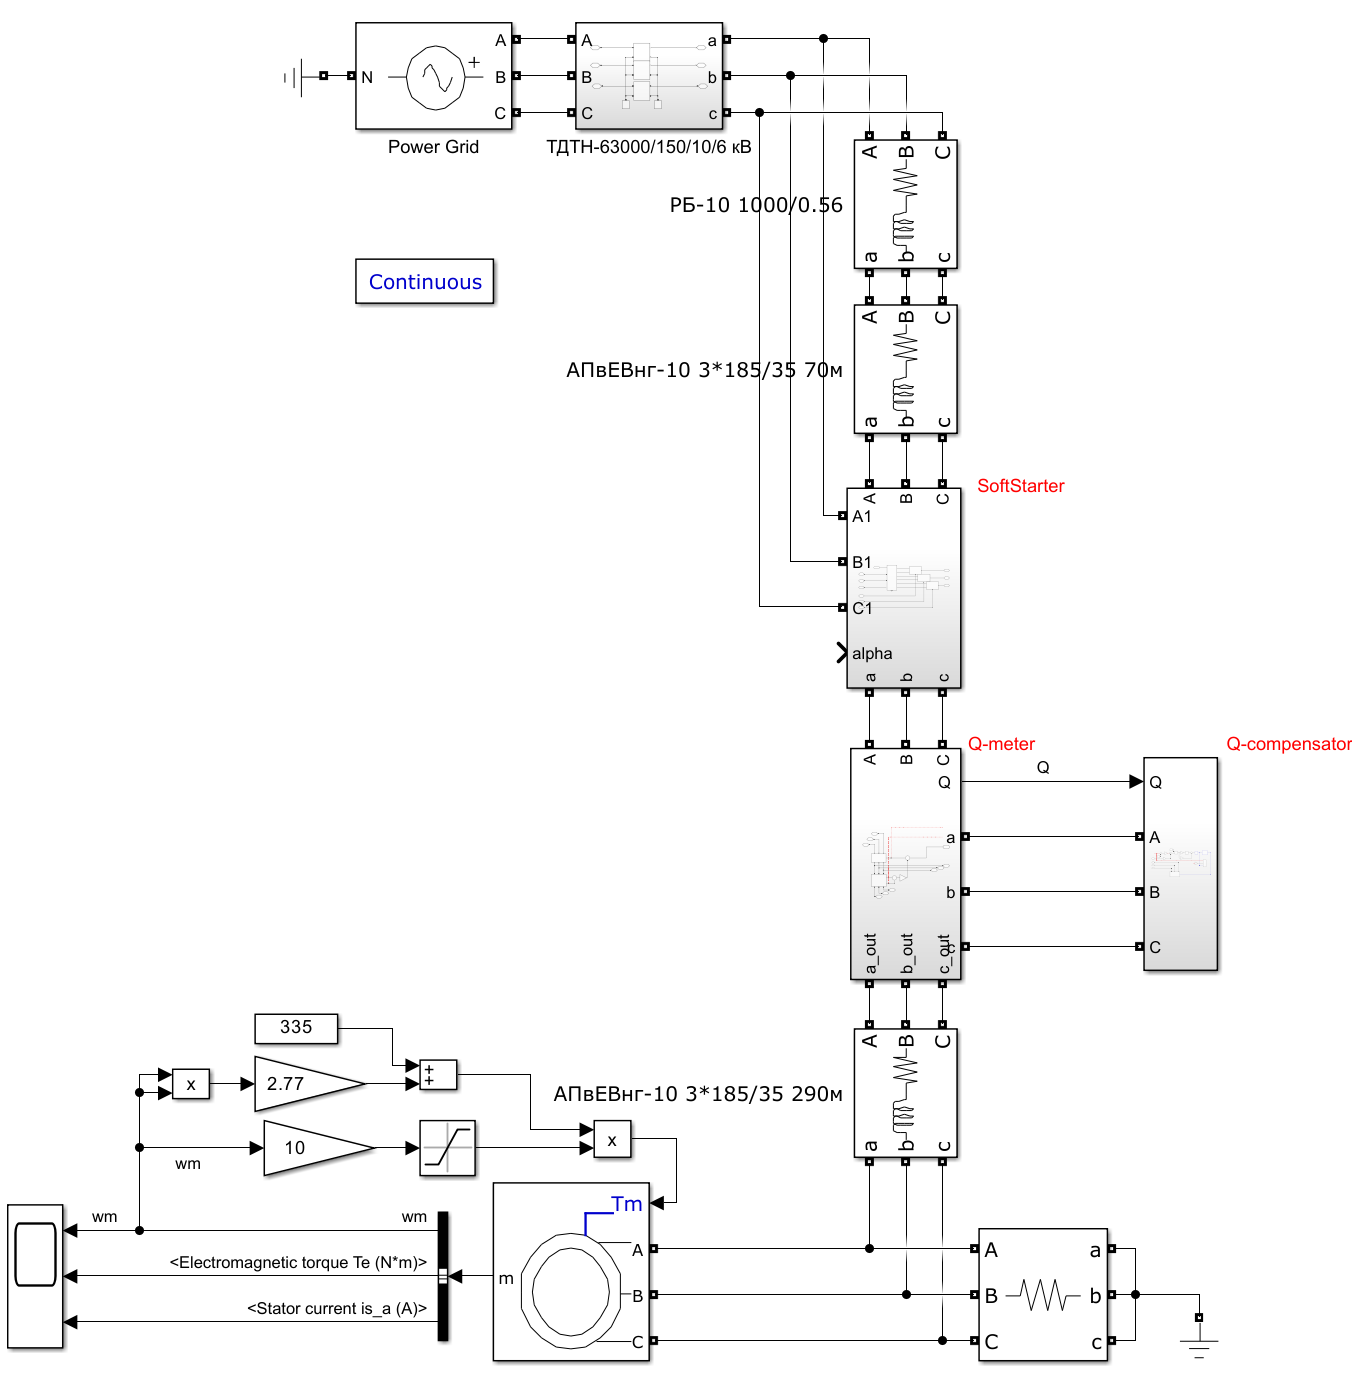 A
B
C
N
+
Power Grid
A
B
C
a
b
c
ТДТН-63000/150/10/6 кВ
A
B
C
РБ-10 1000/0.56
a
b
c
Continuous
A
B
C
АПвЕВнг-10 3*185/35 70м
a
b
c
SoftStarter
A
B
C
A1
B1
C1
alpha
a
b
c
Q-meter
A
B
C
Q
a
b
c
a_out
b_out
c_out
Q
Q-compensator
Q
A
B
C
335
2.77
x
+
+
10
wm
x
АПвЕВнг-10 3*185/35 290м
A
B
C
a
b
c
wm
wm
<Electromagnetic torque Te (N*m)>
<Stator current is_a (A)>
m
Tm
A
B
C
A
B
C
a
b
c